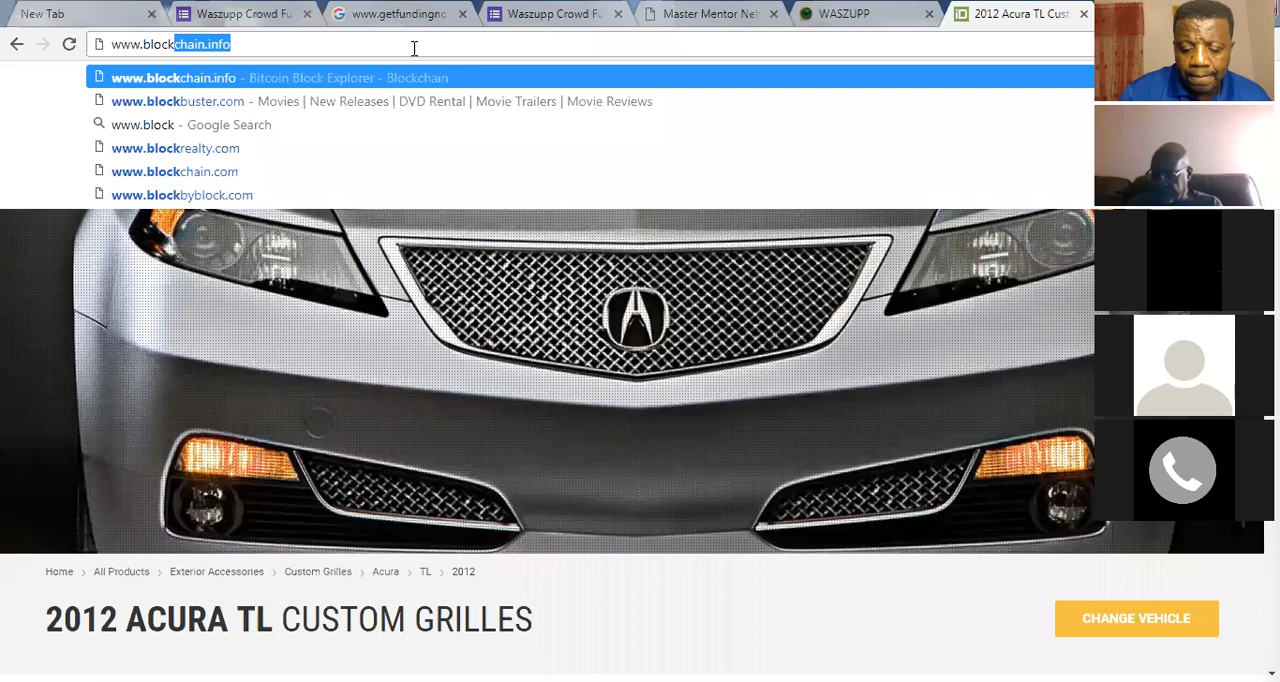 New Tab
Waszupp Crowd Fu
www.getfundingno
Waszupp Crowd Fu
Master Mentor Net
WASZUPP
2012 Acura TL Cust
www.blockchain.info
www.blockchain.info - Bitcoin Block Explorer - Blockchain
www.blockbuster.com - Movies | New Releases | DVD Rental | Movie Trailers | Movie Reviews
www.block - Google Search
www.blockrealty.com
www.blockchain.com
www.blockbyblock.com
Home > All Products > Exterior Accessories > Custom Grilles > Acura > TL > 2012
2012 ACURA TL CUSTOM GRILLES
CHANGE VEHICLE